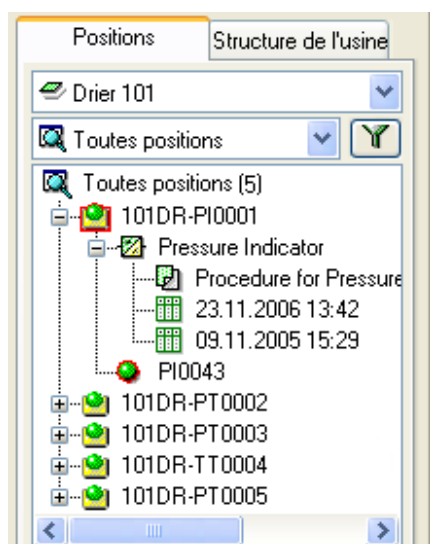 Positions
Structure de l'usine
Drier 101
Toutes positions
Toutes positions (5)
101DR-PI0001
Pressure Indicator
Procedure for Pressure
23.11.2006 13:42
09.11.2005 15:29
PI0043
101DR-PT0002
101DR-PT0003
101DR-TT0004
101DR-PT0005